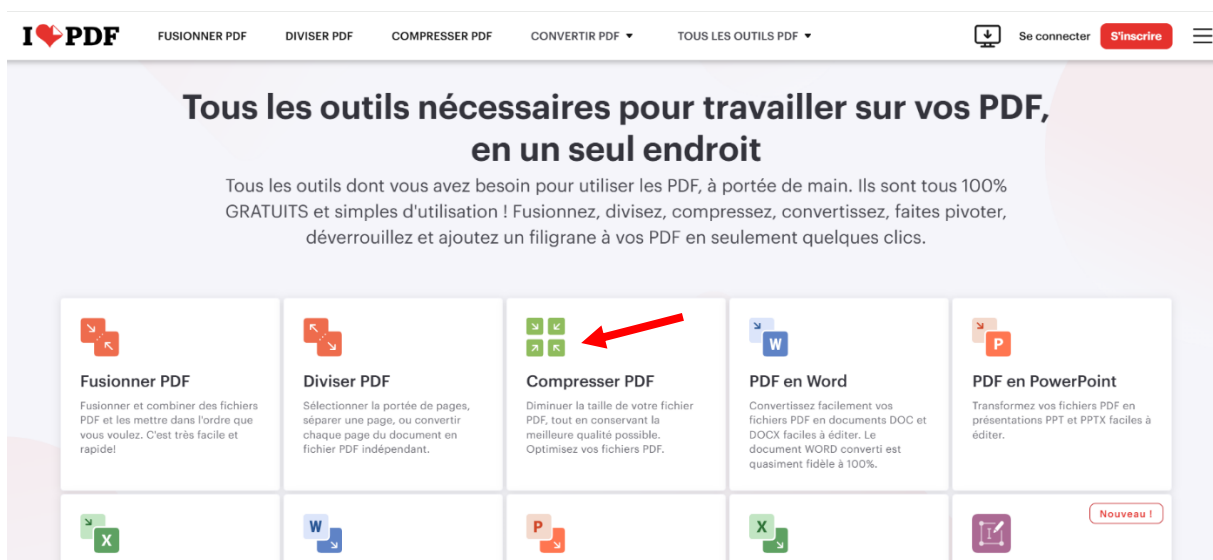 I PDF
FUSIONNER PDF
DIVISER PDF
COMPRESSER PDF
CONVERTIR PDF
TOUS LES OUTILS PDF
Se connecter
S'inscrire
Tous les outils nécessaires pour travailler sur vos PDF,
en un seul endroit
Tous les outils dont vous avez besoin pour utiliser les PDF, à portée de main. Ils sont tous 100%
GRATUITS et simples d'utilisation ! Fusionnez, divisez, compressez, convertissez, faites pivoter,
déverrouillez et ajoutez un filigrane à vos PDF en seulement quelques clics.
Fusionner PDF
Fusionner et combiner des fichiers
PDF et les mettre dans l'ordre que
vous voulez. C'est très facile et
rapide!
Diviser PDF
Sélectionner la portée de pages,
séparer une page, ou convertir
chaque page du document en
fichier PDF indépendant.
Compresser PDF
Diminuer la taille de votre fichier
PDF, tout en conservant la
meilleure qualité possible.
Optimisez vos fichiers PDF.
W
PDF en Word
Convertissez facilement vos
fichiers PDF en documents DOC et
DOCX faciles à éditer. Le
document WORD converti est
quasiment fidèle à 100%.
P
PDF en PowerPoint
Transformez vos fichiers PDF en
présentations PPT et PPTX faciles à
éditer.
X
W
P
X
Nouveau !